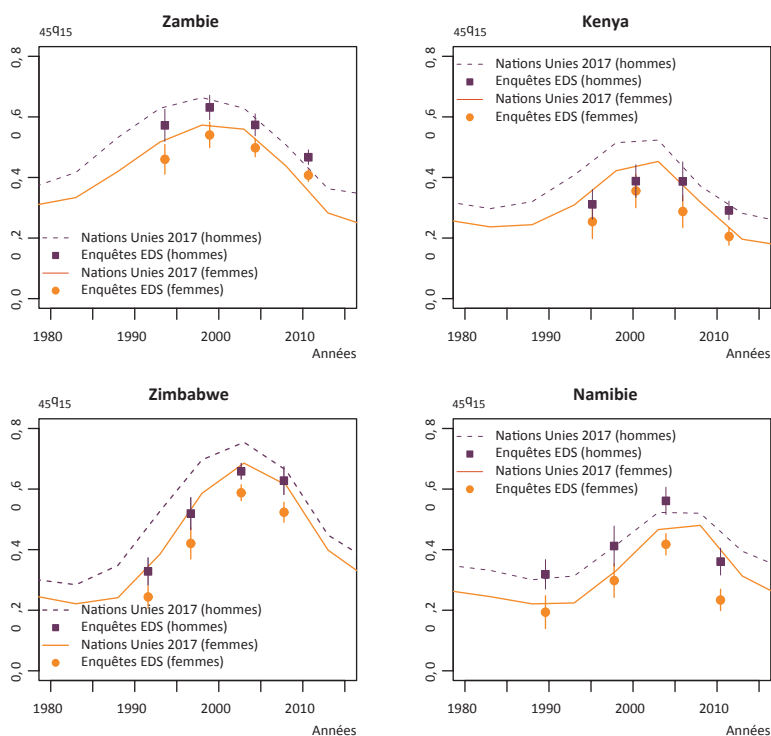 Zambie
45q15
0,8
0,6
0,4
0,2
0,0
Nations Unies 2017 (hommes)
Enquêtes EDS (hommes)
Nations Unies 2017 (femmes)
Enquêtes EDS (femmes)
1980 1990 2000 2010
Années
Kenya
45q15
0,8
0,6
0,4
0,2
0,0
Nations Unies 2017 (hommes)
Enquêtes EDS (hommes)
Nations Unies 2017 (femmes)
Enquêtes EDS (femmes)
1980 1990 2000 2010
Années
Zimbabwe
45q15
0,8
0,6
0,4
0,2
0,0
Nations Unies 2017 (hommes)
Enquêtes EDS (hommes)
Nations Unies 2017 (femmes)
Enquêtes EDS (femmes)
1980 1990 2000 2010
Années
Namibie
45q15
0,8
0,6
0,4
0,2
0,0
Nations Unies 2017 (hommes)
Enquêtes EDS (hommes)
Nations Unies 2017 (femmes)
Enquêtes EDS (femmes)
1980 1990 2000 2010
Années